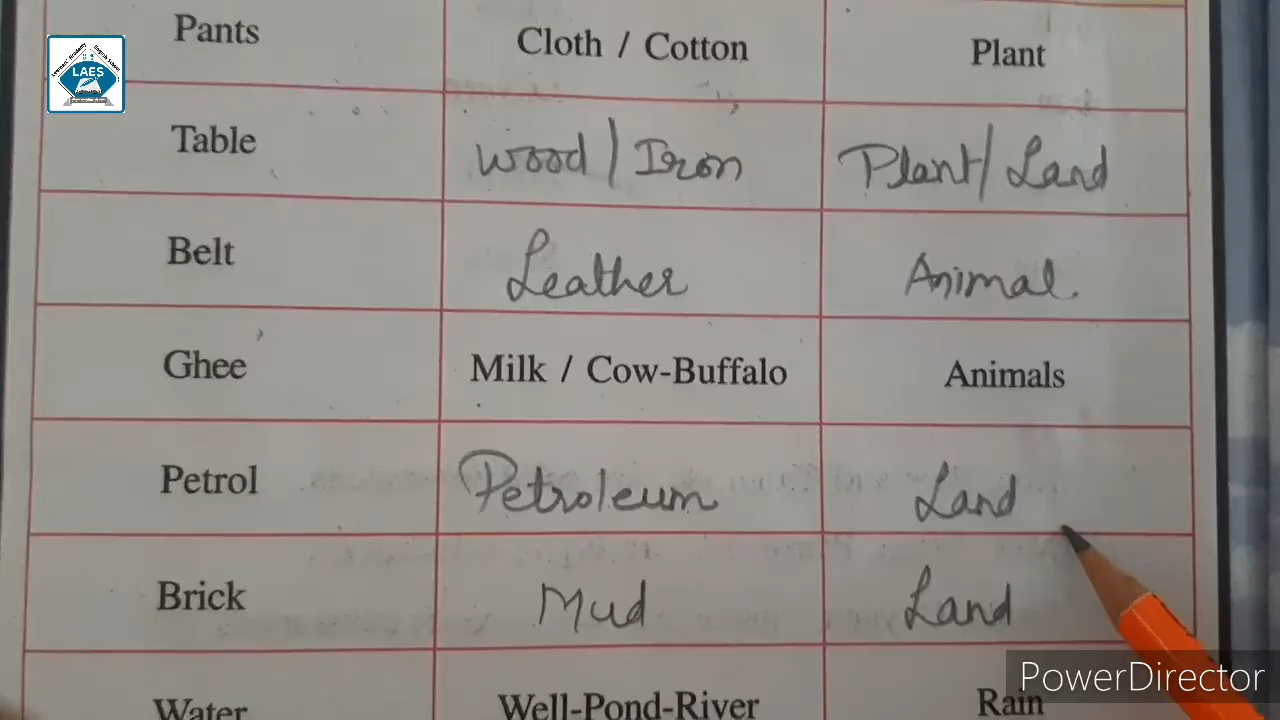 Pants Cloth / Cotton Plant
LAES
Table Wood / Iron Plant / Land
Belt Leather Animal.
Ghee Milk / Cow-Buffalo Animals
Petrol Petroleum Land
Brick Mud Land
Water Well-Pond-River Rain
PowerDirector